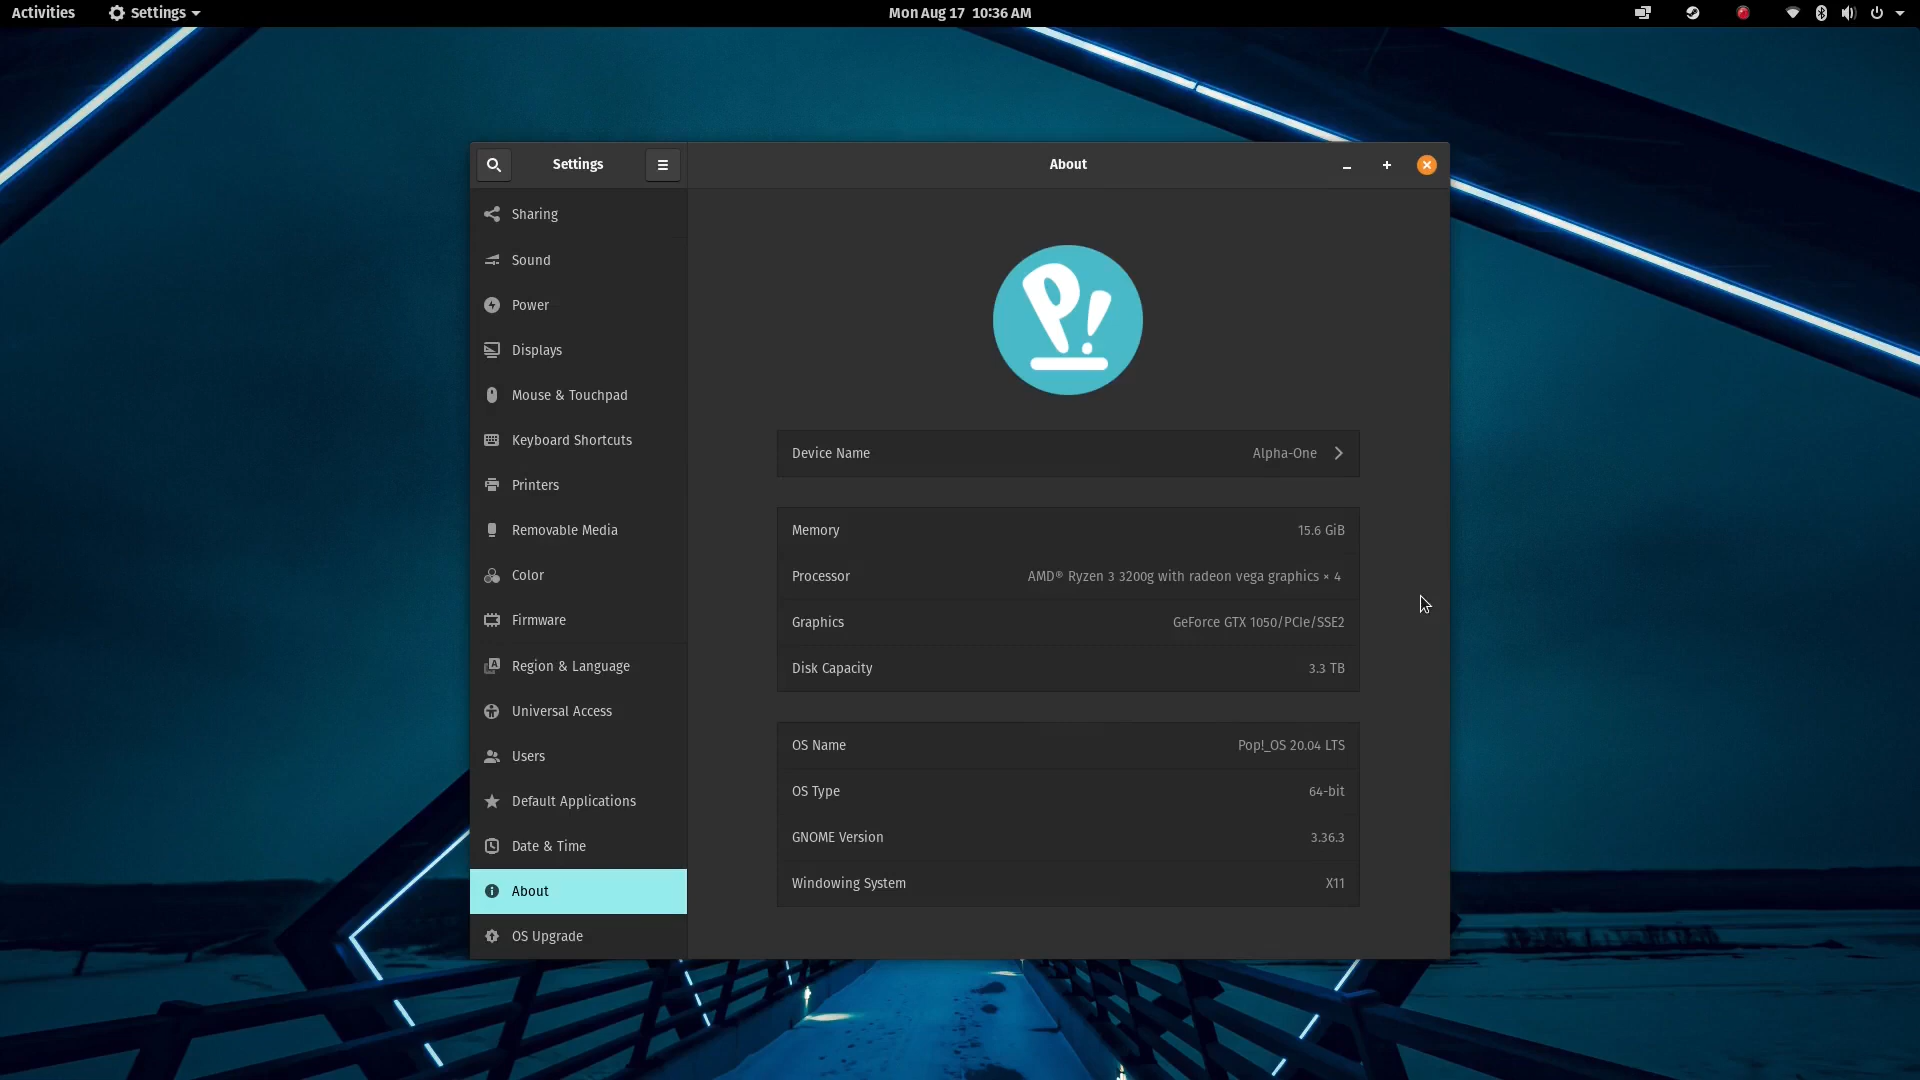 Activities Settings Mon Aug 17 10:36 AM
Settings About
Sharing
Sound
Power
Displays
Mouse & Touchpad
Keyboard Shortcuts
Printers
Removable Media
Color
Firmware
Region & Language
Universal Access
Users
Default Applications
Date & Time
About
OS Upgrade
P!
Device Name Alpha-One
Memory 15.6 GiB
Processor AMD® Ryzen 3 3200g with radeon vega graphics × 4
Graphics GeForce GTX 1050/PCIe/SSE2
Disk Capacity 3.3 TB
OS Name Pop!_OS 20.04 LTS
OS Type 64-bit
GNOME Version 3.36.3
Windowing System X11